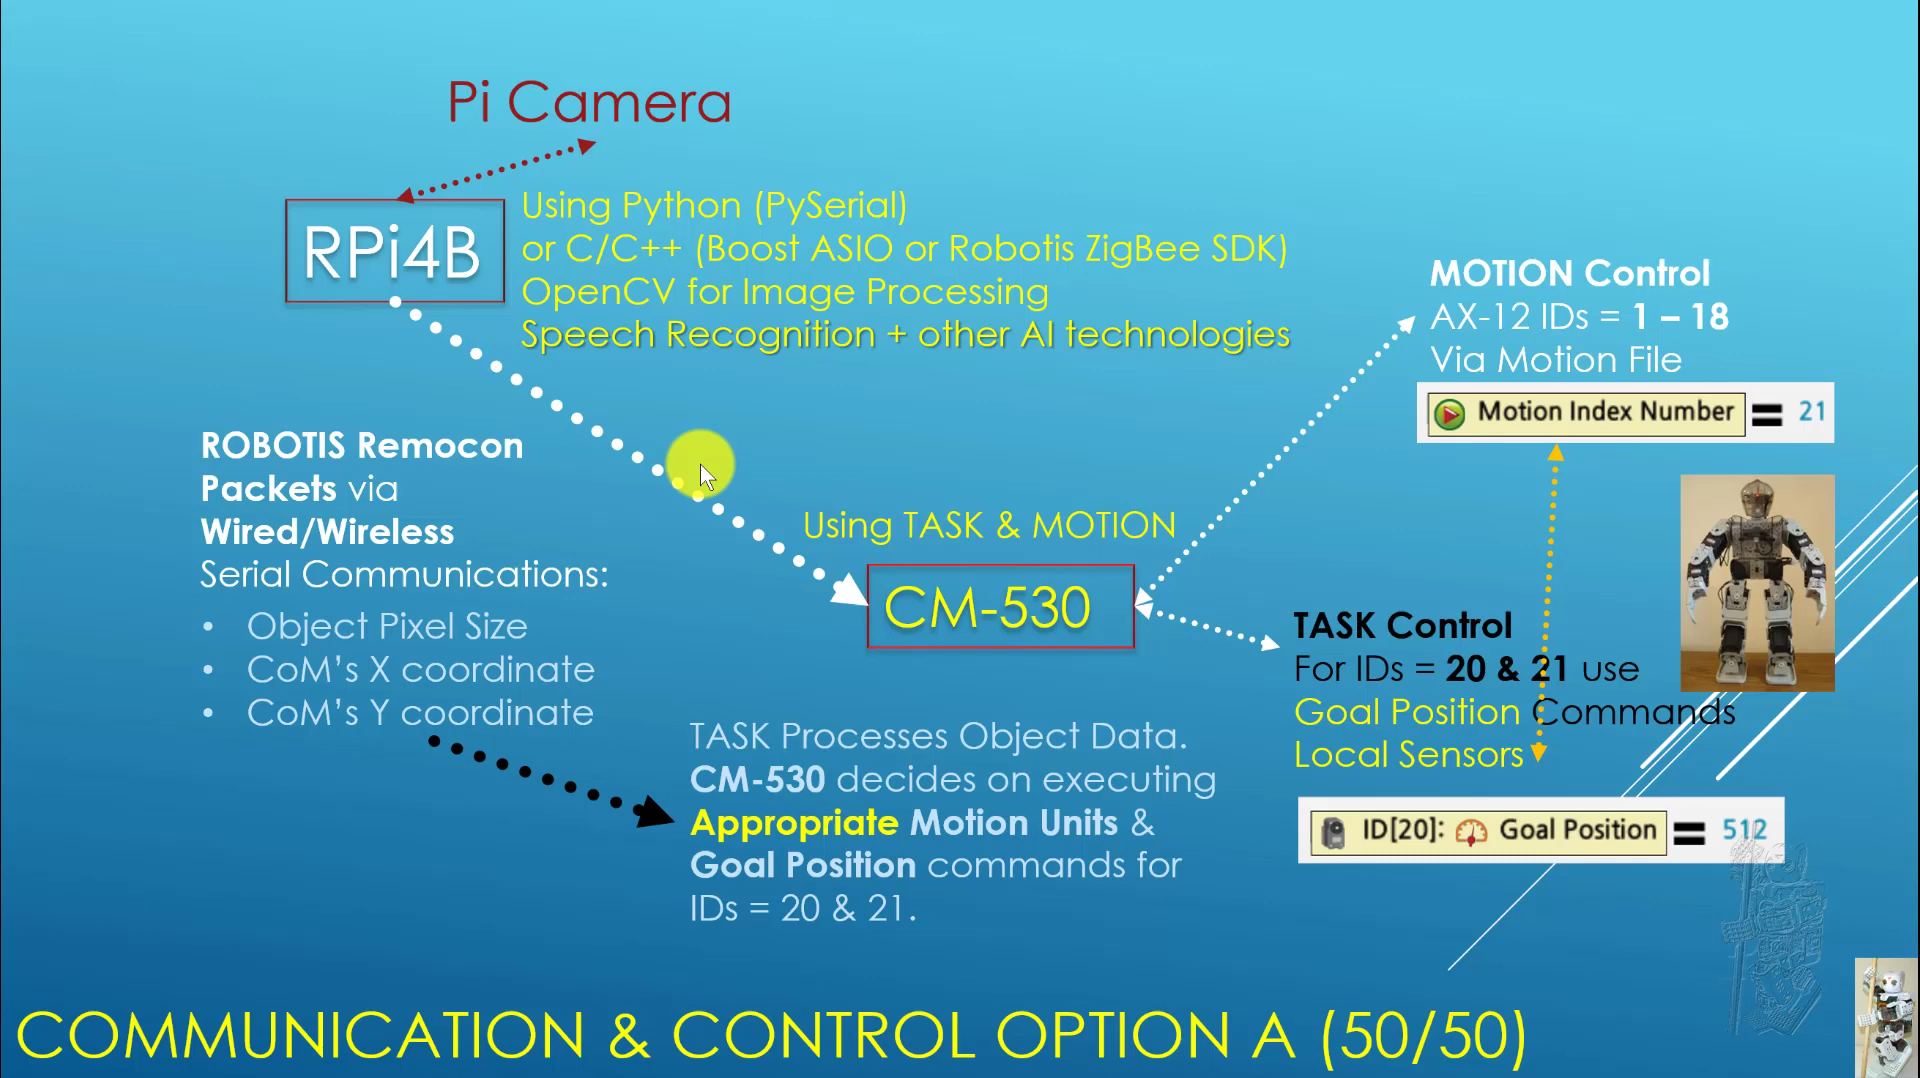 Pi Camera
RPi4B
Using Python (PySerial)
or C/C++ (Boost ASIO or Robotis ZigBee SDK)
OpenCV for Image Processing
Speech Recognition + other AI technologies
MOTION Control
AX-12 IDs = 1 – 18
Via Motion File
Motion Index Number = 21
ROBOTIS Remocon
Packets via
Wired/Wireless
Serial Communications:
• Object Pixel Size
• CoM's X coordinate
• CoM's Y coordinate
Using TASK & MOTION
CM-530
TASK Control
For IDs = 20 & 21 use
Goal Position Commands
Local Sensors
ID[20]: Goal Position = 512
TASK Processes Object Data.
CM-530 decides on executing
Appropriate Motion Units &
Goal Position commands for
IDs = 20 & 21.
COMMUNICATION & CONTROL OPTION A (50/50)